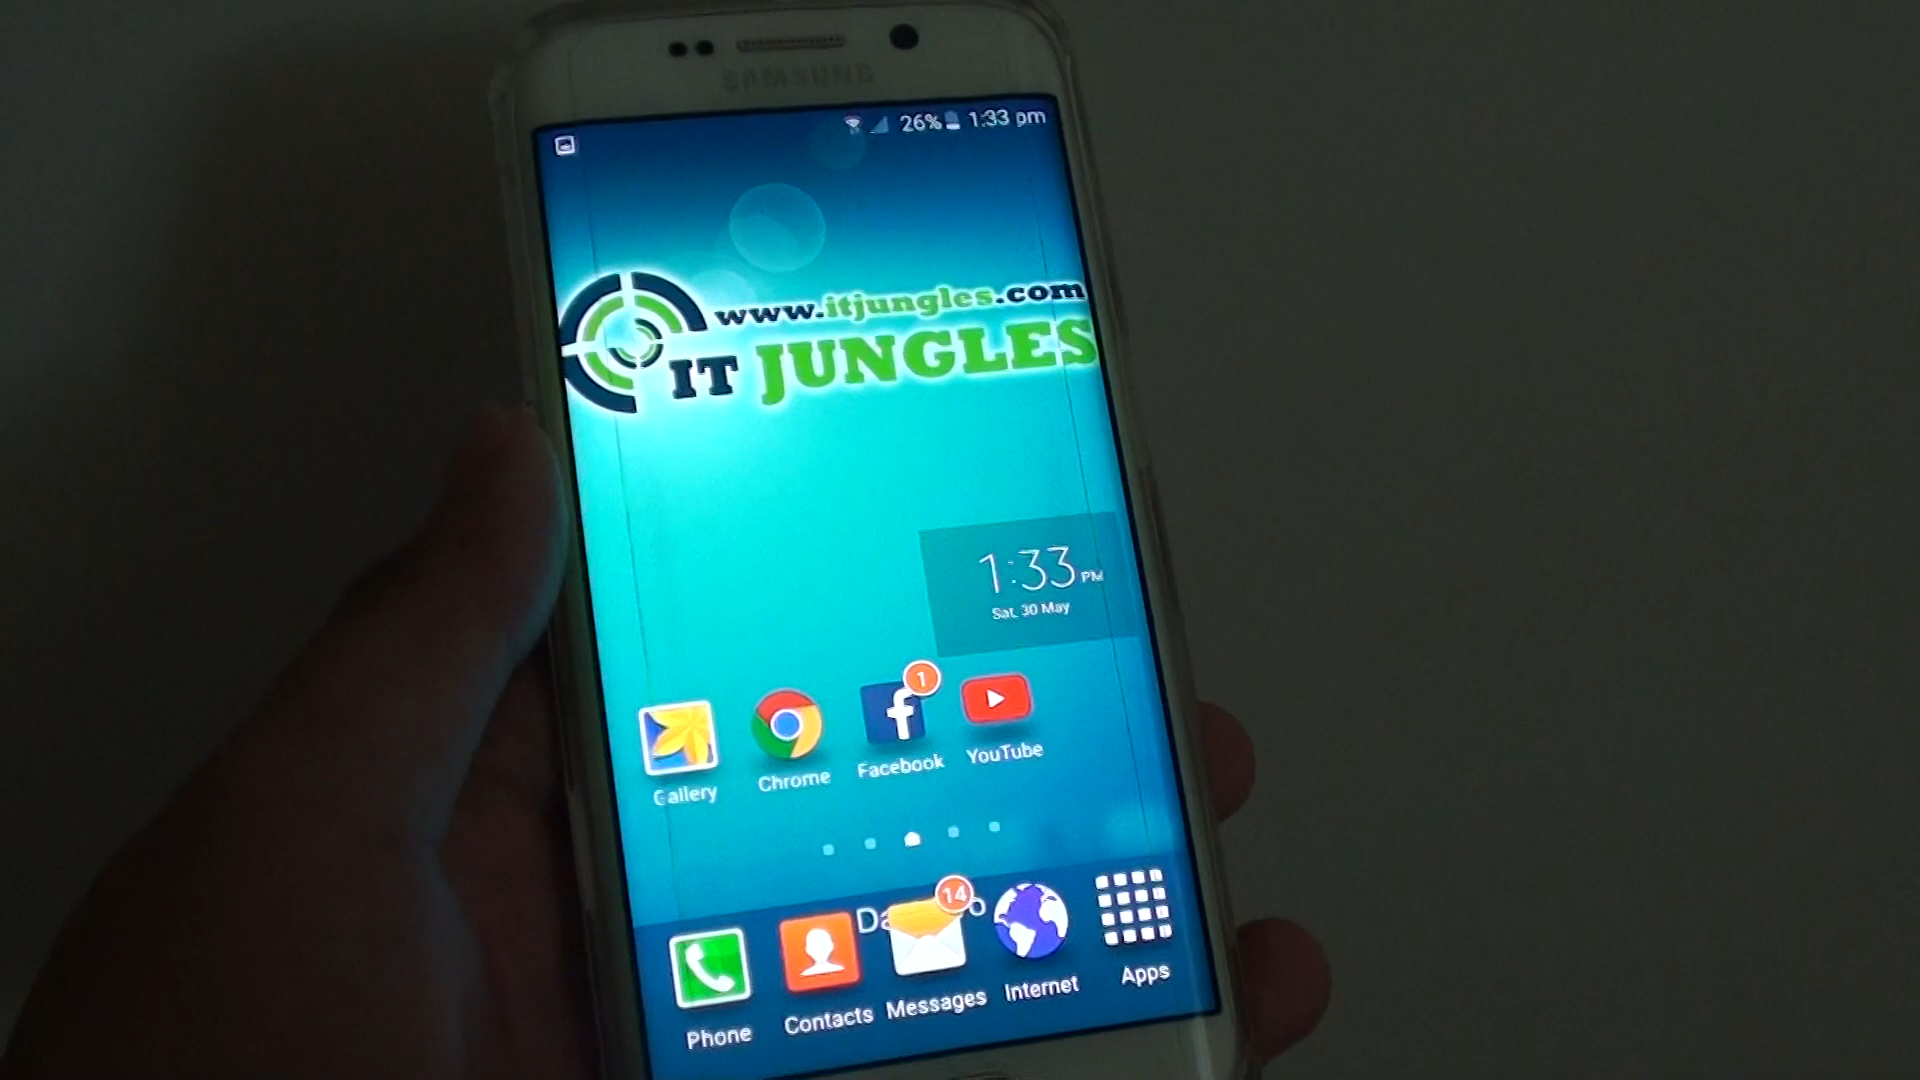 SAMSUNG
26% 1:33 pm
www.itjungles.com
IT JUNGLES
1:33 PM
Sat, 30 May
1
Gallery
Chrome
Facebook
YouTube
14
Phone
Contacts
Messages
Internet
Apps